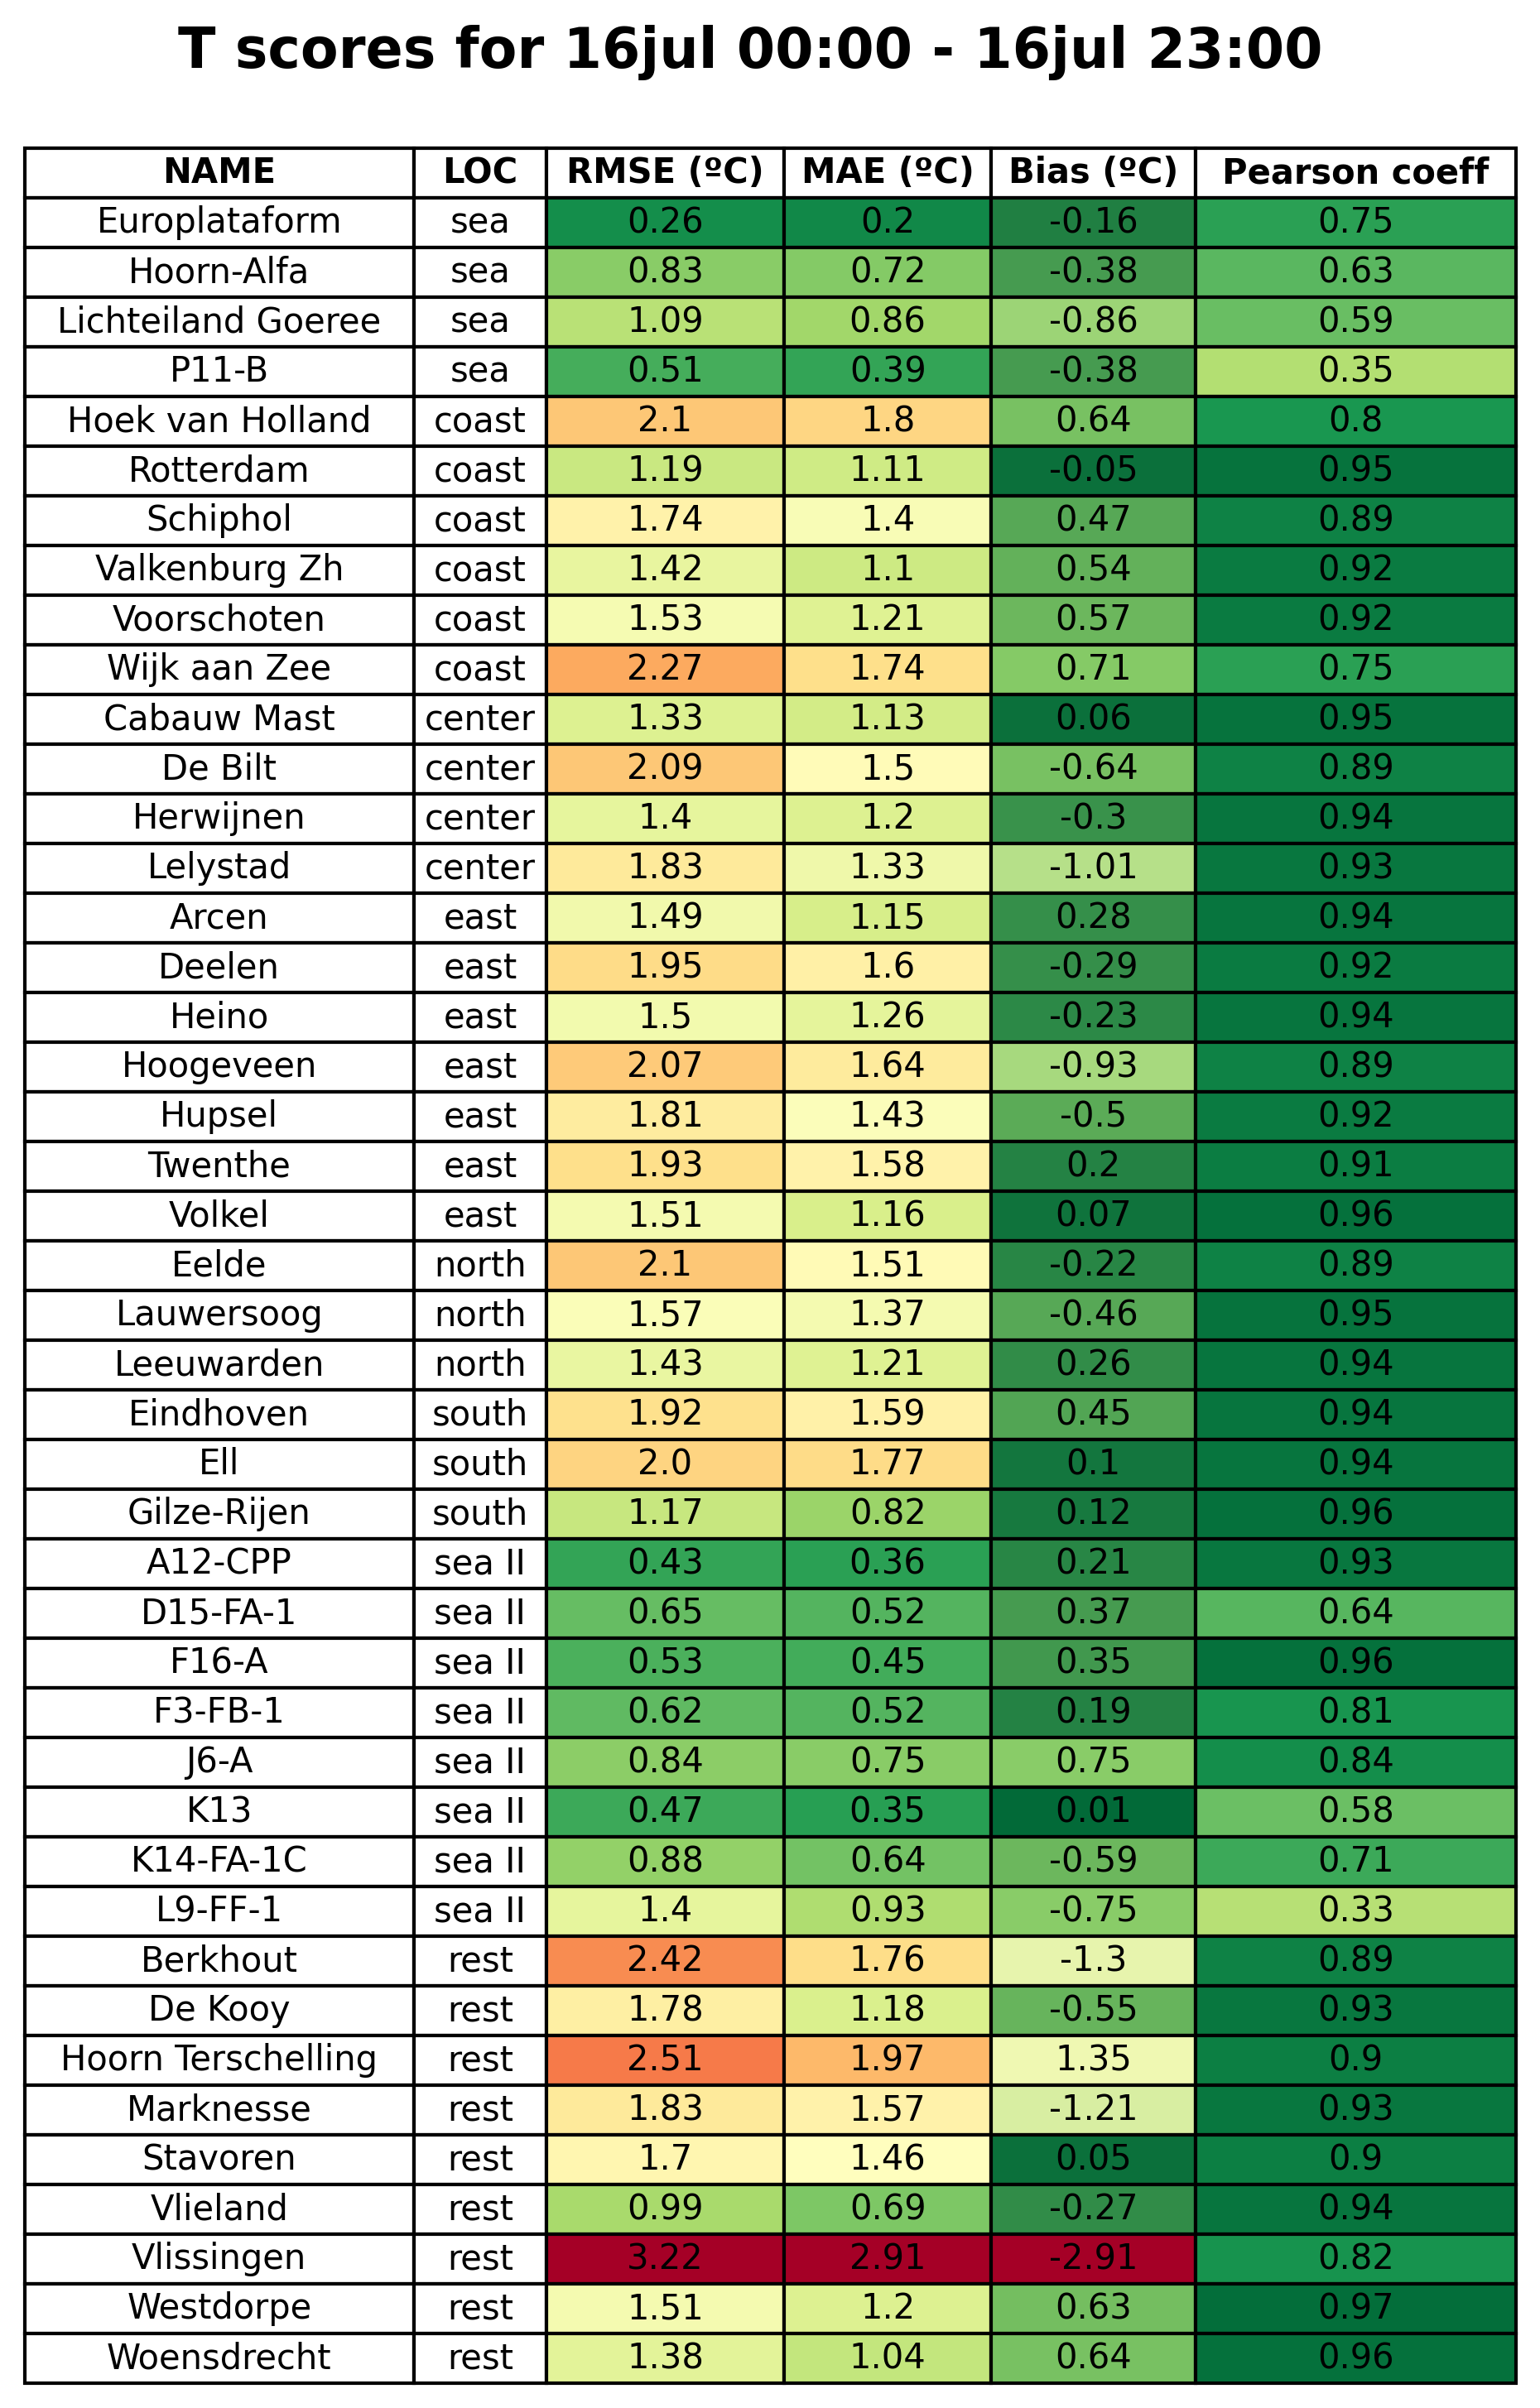 T scores for 16jul 00:00 - 16jul 23:00
NAME LOC RMSE (ºC) MAE (ºC) Bias (ºC) Pearson coeff
Europlataform sea 0.26 0.2 -0.16 0.75
Hoorn-Alfa sea 0.83 0.72 -0.38 0.63
Lichteiland Goeree sea 1.09 0.86 -0.86 0.59
P11-B sea 0.51 0.39 -0.38 0.35
Hoek van Holland coast 2.1 1.8 0.64 0.8
Rotterdam coast 1.19 1.11 -0.05 0.95
Schiphol coast 1.74 1.4 0.47 0.89
Valkenburg Zh coast 1.42 1.1 0.54 0.92
Voorschoten coast 1.53 1.21 0.57 0.92
Wijk aan Zee coast 2.27 1.74 0.71 0.75
Cabauw Mast center 1.33 1.13 0.06 0.95
De Bilt center 2.09 1.5 -0.64 0.89
Herwijnen center 1.4 1.2 -0.3 0.94
Lelystad center 1.83 1.33 -1.01 0.93
Arcen east 1.49 1.15 0.28 0.94
Deelen east 1.95 1.6 -0.29 0.92
Heino east 1.5 1.26 -0.23 0.94
Hoogeveen east 2.07 1.64 -0.93 0.89
Hupsel east 1.81 1.43 -0.5 0.92
Twenthe east 1.93 1.58 0.2 0.91
Volkel east 1.51 1.16 0.07 0.96
Eelde north 2.1 1.51 -0.22 0.89
Lauwersoog north 1.57 1.37 -0.46 0.95
Leeuwarden north 1.43 1.21 0.26 0.94
Eindhoven south 1.92 1.59 0.45 0.94
Ell south 2.0 1.77 0.1 0.94
Gilze-Rijen south 1.17 0.82 0.12 0.96
A12-CPP sea II 0.43 0.36 0.21 0.93
D15-FA-1 sea II 0.65 0.52 0.37 0.64
F16-A sea II 0.53 0.45 0.35 0.96
F3-FB-1 sea II 0.62 0.52 0.19 0.81
J6-A sea II 0.84 0.75 0.75 0.84
K13 sea II 0.47 0.35 0.01 0.58
K14-FA-1C sea II 0.88 0.64 -0.59 0.71
L9-FF-1 sea II 1.4 0.93 -0.75 0.33
Berkhout rest 2.42 1.76 -1.3 0.89
De Kooy rest 1.78 1.18 -0.55 0.93
Hoorn Terschelling rest 2.51 1.97 1.35 0.9
Marknesse rest 1.83 1.57 -1.21 0.93
Stavoren rest 1.7 1.46 0.05 0.9
Vlieland rest 0.99 0.69 -0.27 0.94
Vlissingen rest 3.22 2.91 -2.91 0.82
Westdorpe rest 1.51 1.2 0.63 0.97
Woensdrecht rest 1.38 1.04 0.64 0.96